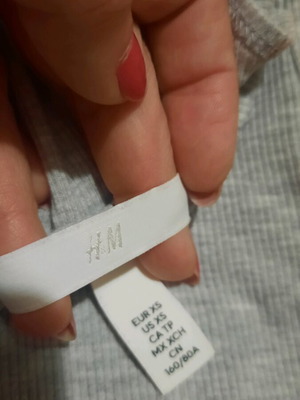 H&M
EUR XS
US XS
CA TP
MX XCH
CN
160/80A